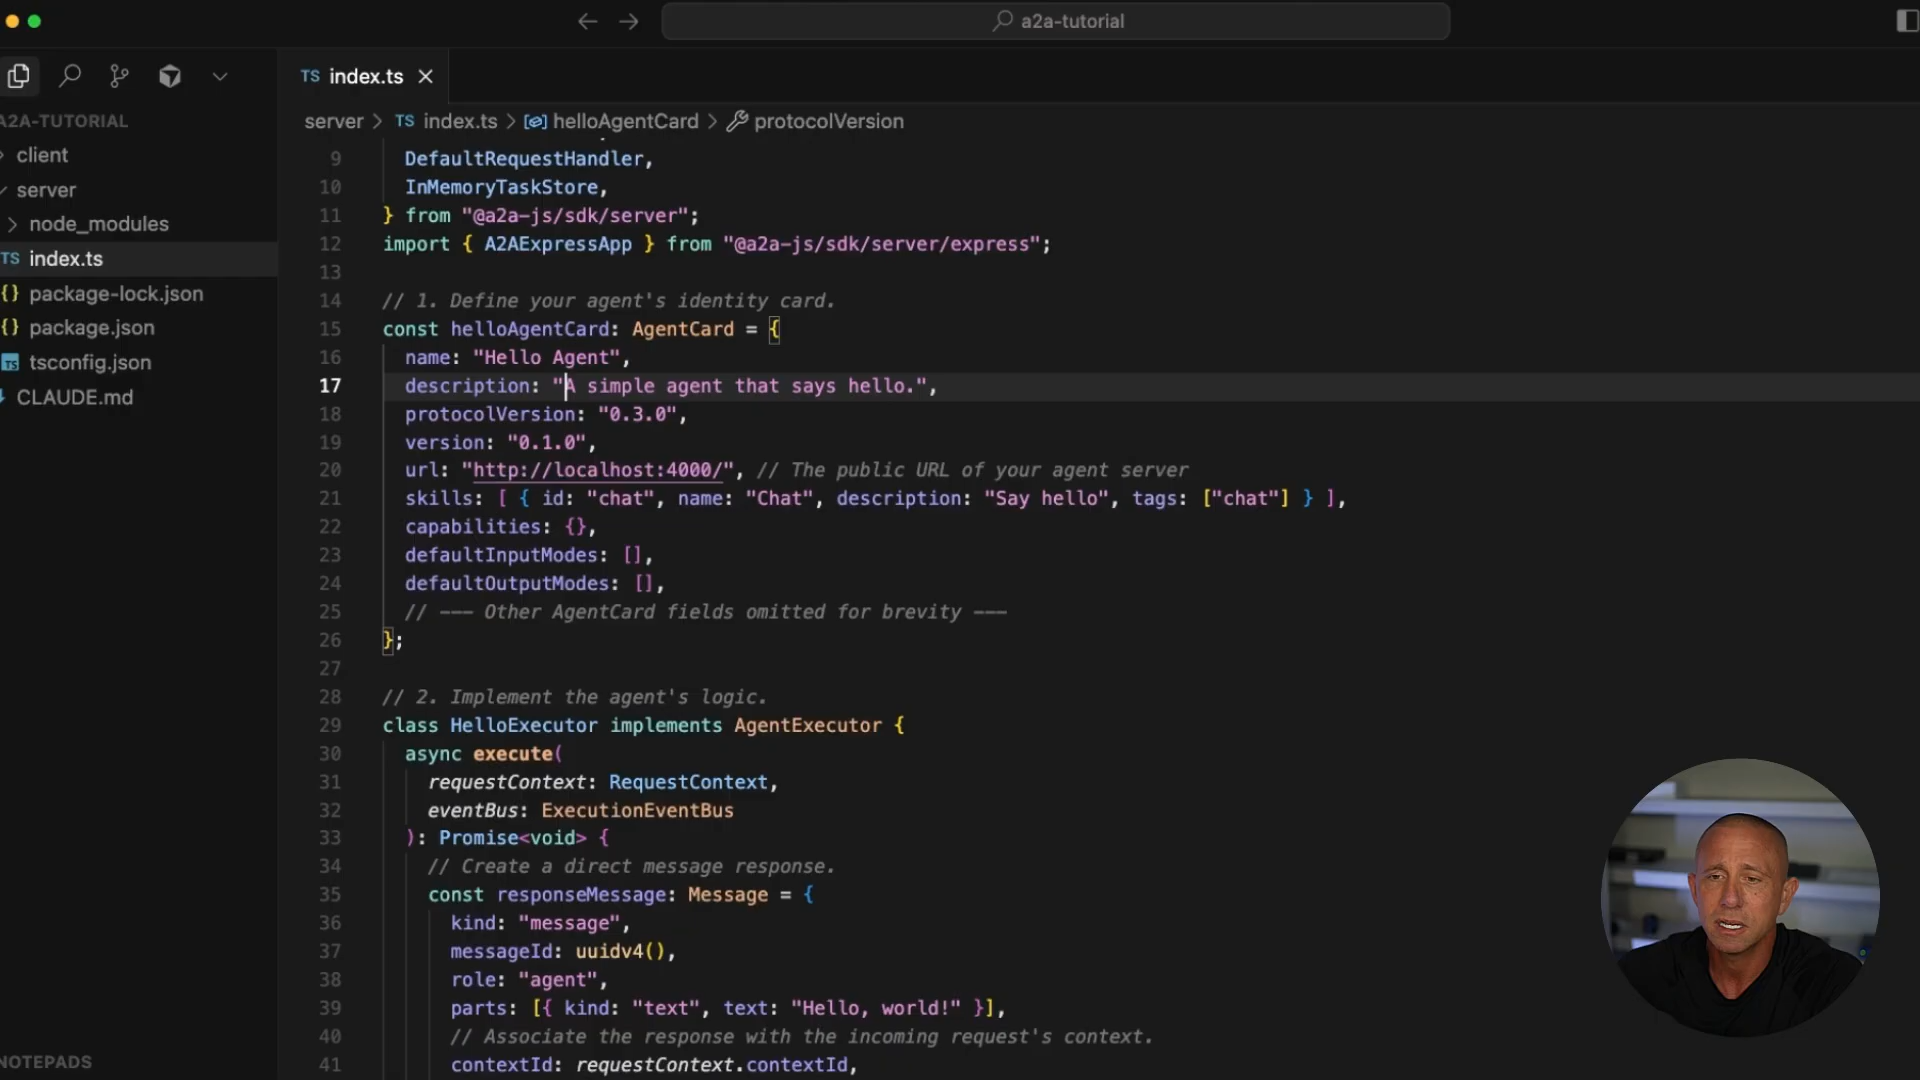 a2a-tutorial
TS index.ts
A2A-TUTORIAL
client
server
node_modules
TS index.ts
{} package-lock.json
{} package.json
TS tsconfig.json
CLAUDE.md
NOTEPADS
server > TS index.ts > helloAgentCard > protocolVersion
9 DefaultRequestHandler,
10 InMemoryTaskStore,
11 } from "@a2a-js/sdk/server";
12 import { A2AExpressApp } from "@a2a-js/sdk/server/express";
13
14 // 1. Define your agent's identity card.
15 const helloAgentCard: AgentCard = {
16 name: "Hello Agent",
17 description: "A simple agent that says hello.",
18 protocolVersion: "0.3.0",
19 version: "0.1.0",
20 url: "http://localhost:4000/", // The public URL of your agent server
21 skills: [ { id: "chat", name: "Chat", description: "Say hello", tags: ["chat"] } ],
22 capabilities: {},
23 defaultInputModes: [],
24 defaultOutputModes: [],
25 // --- Other AgentCard fields omitted for brevity ---
26 };
27
28 // 2. Implement the agent's logic.
29 class HelloExecutor implements AgentExecutor {
30 async execute(
31 requestContext: RequestContext,
32 eventBus: ExecutionEventBus
33 ): Promise<void> {
34 // Create a direct message response.
35 const responseMessage: Message = {
36 kind: "message",
37 messageId: uuidv4(),
38 role: "agent",
39 parts: [{ kind: "text", text: "Hello, world!" }],
40 // Associate the response with the incoming request's context.
41 contextId: requestContext.contextId,